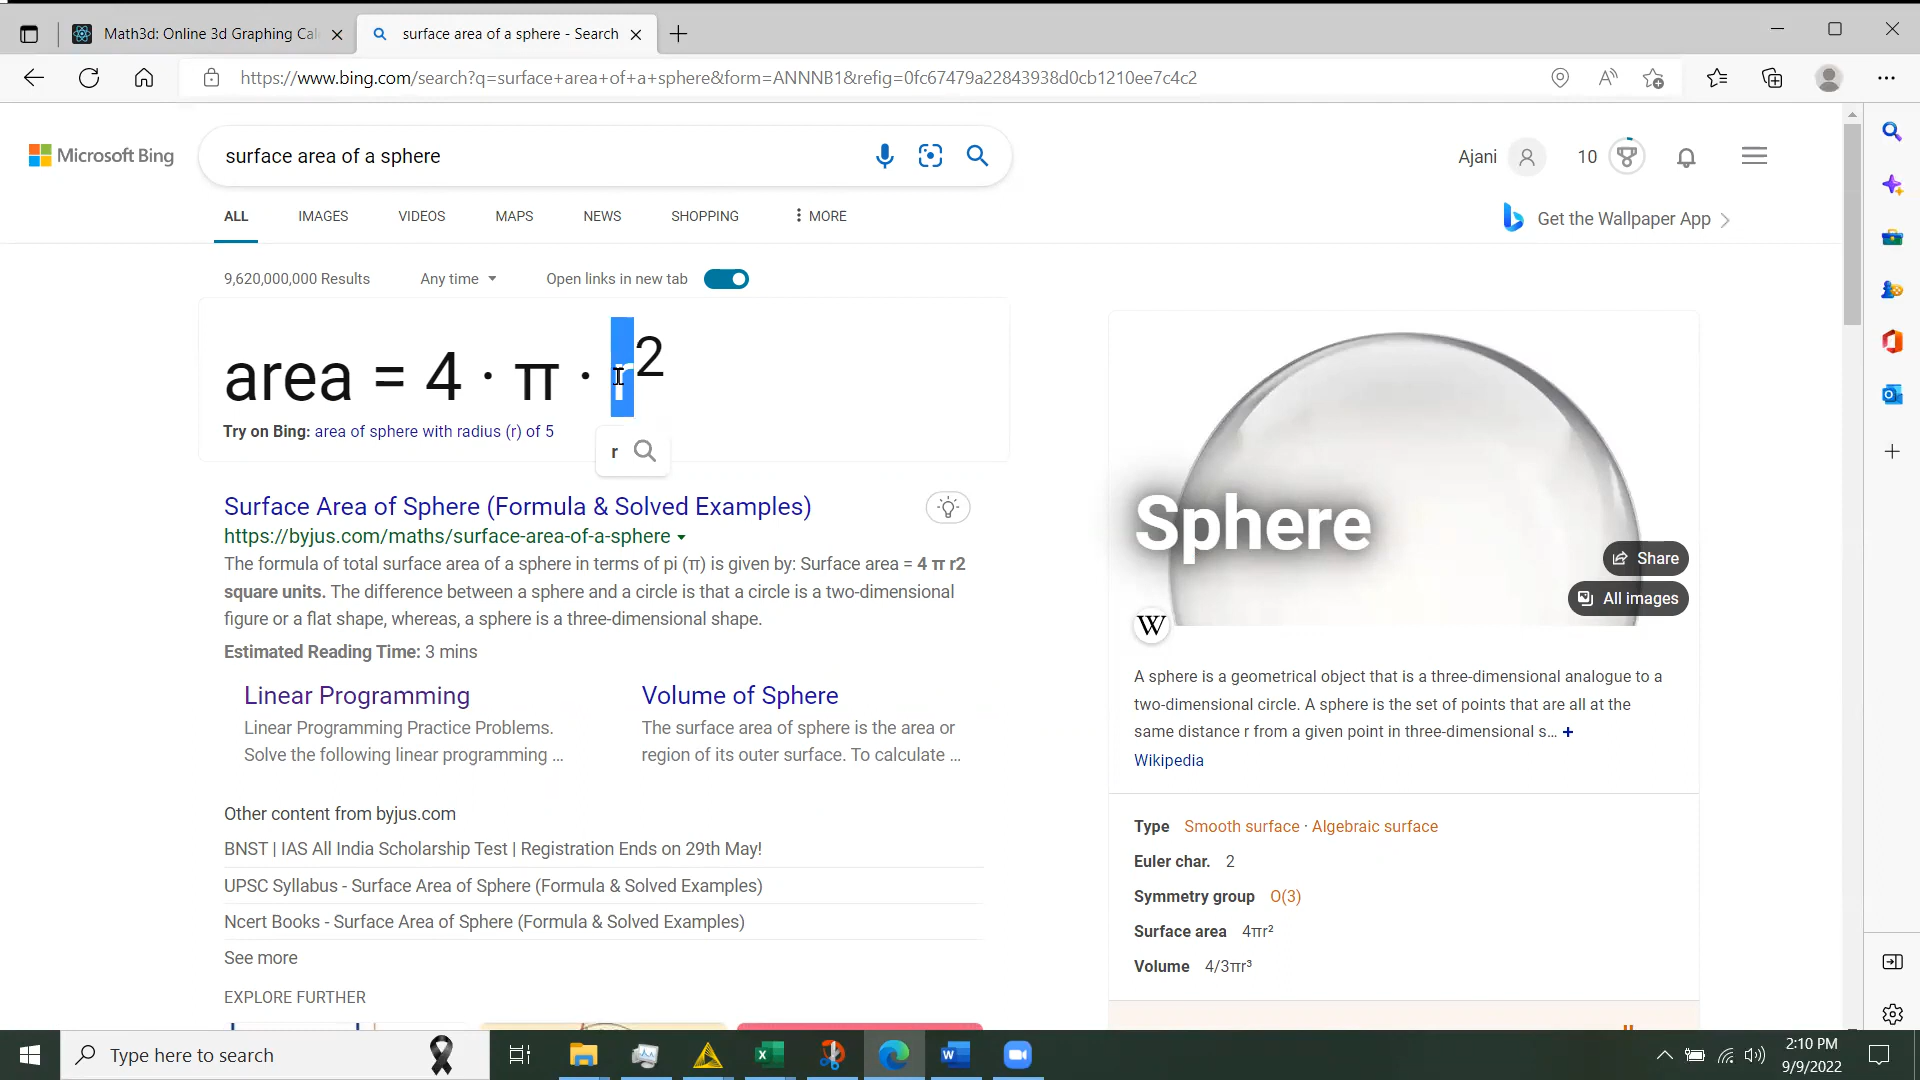 Math3d: Online 3d Graphing Cal
surface area of a sphere - Search
https://www.bing.com/search?q=surface+area+of+a+sphere&form=ANNNB1&refig=0fc67479a22843938d0cb1210ee7c4c2
Microsoft Bing
surface area of a sphere
Ajani
10
ALL IMAGES VIDEOS MAPS NEWS SHOPPING MORE
Get the Wallpaper App
9,620,000,000 Results Any time Open links in new tab
area = 4 · π · r²
Try on Bing: area of sphere with radius (r) of 5
r
Surface Area of Sphere (Formula & Solved Examples)
https://byjus.com/maths/surface-area-of-a-sphere
The formula of total surface area of a sphere in terms of pi (π) is given by: Surface area = 4 π r2
square units. The difference between a sphere and a circle is that a circle is a two-dimensional
figure or a flat shape, whereas, a sphere is a three-dimensional shape.
Estimated Reading Time: 3 mins
Linear Programming
Linear Programming Practice Problems.
Solve the following linear programming ...
Volume of Sphere
The surface area of sphere is the area or
region of its outer surface. To calculate ...
Other content from byjus.com
BNST | IAS All India Scholarship Test | Registration Ends on 29th May!
UPSC Syllabus - Surface Area of Sphere (Formula & Solved Examples)
Ncert Books - Surface Area of Sphere (Formula & Solved Examples)
See more
EXPLORE FURTHER
Sphere
Share
All images
W
A sphere is a geometrical object that is a three-dimensional analogue to a
two-dimensional circle. A sphere is the set of points that are all at the
same distance r from a given point in three-dimensional s... +
Wikipedia
Type Smooth surface · Algebraic surface
Euler char. 2
Symmetry group O(3)
Surface area 4πr²
Volume 4/3πr³
Type here to search
2:10 PM
9/9/2022